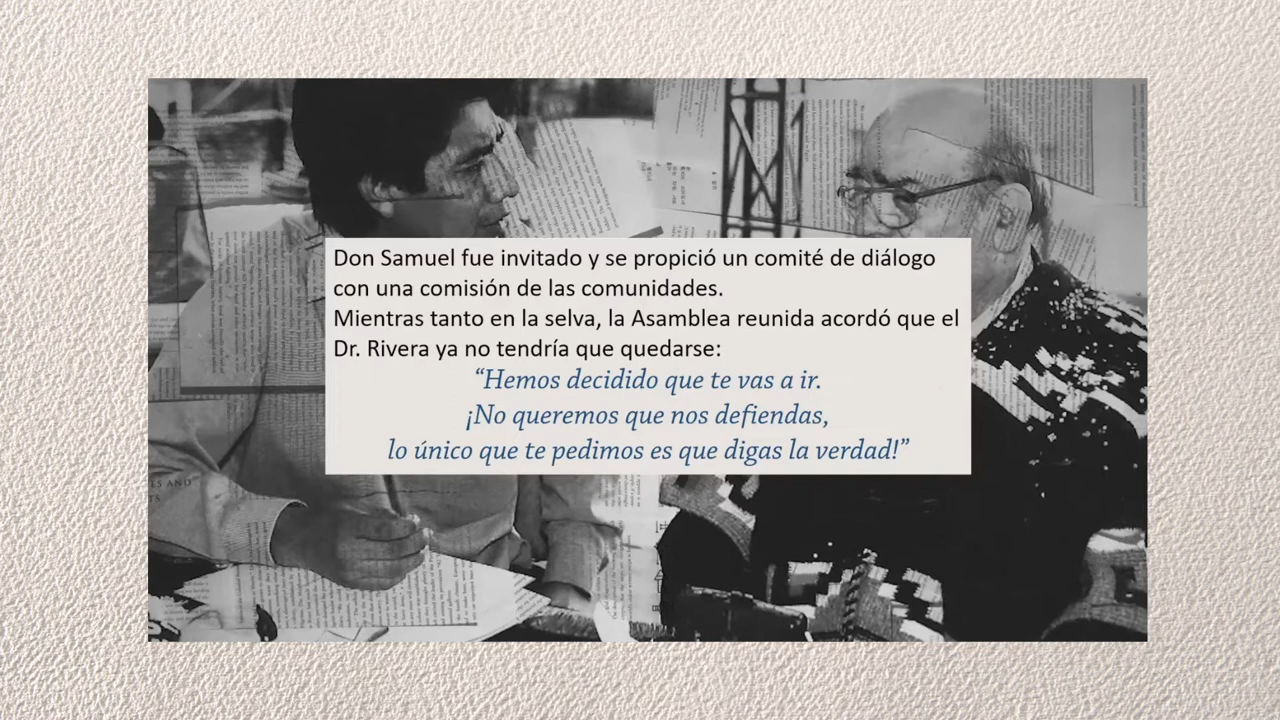 Don Samuel fue invitado y se propició un comité de diálogo
con una comisión de las comunidades.
Mientras tanto en la selva, la Asamblea reunida acordó que el
Dr. Rivera ya no tendría que quedarse:
“Hemos decidido que te vas a ir.
¡No queremos que nos defiendas,
lo único que te pedimos es que digas la verdad!”